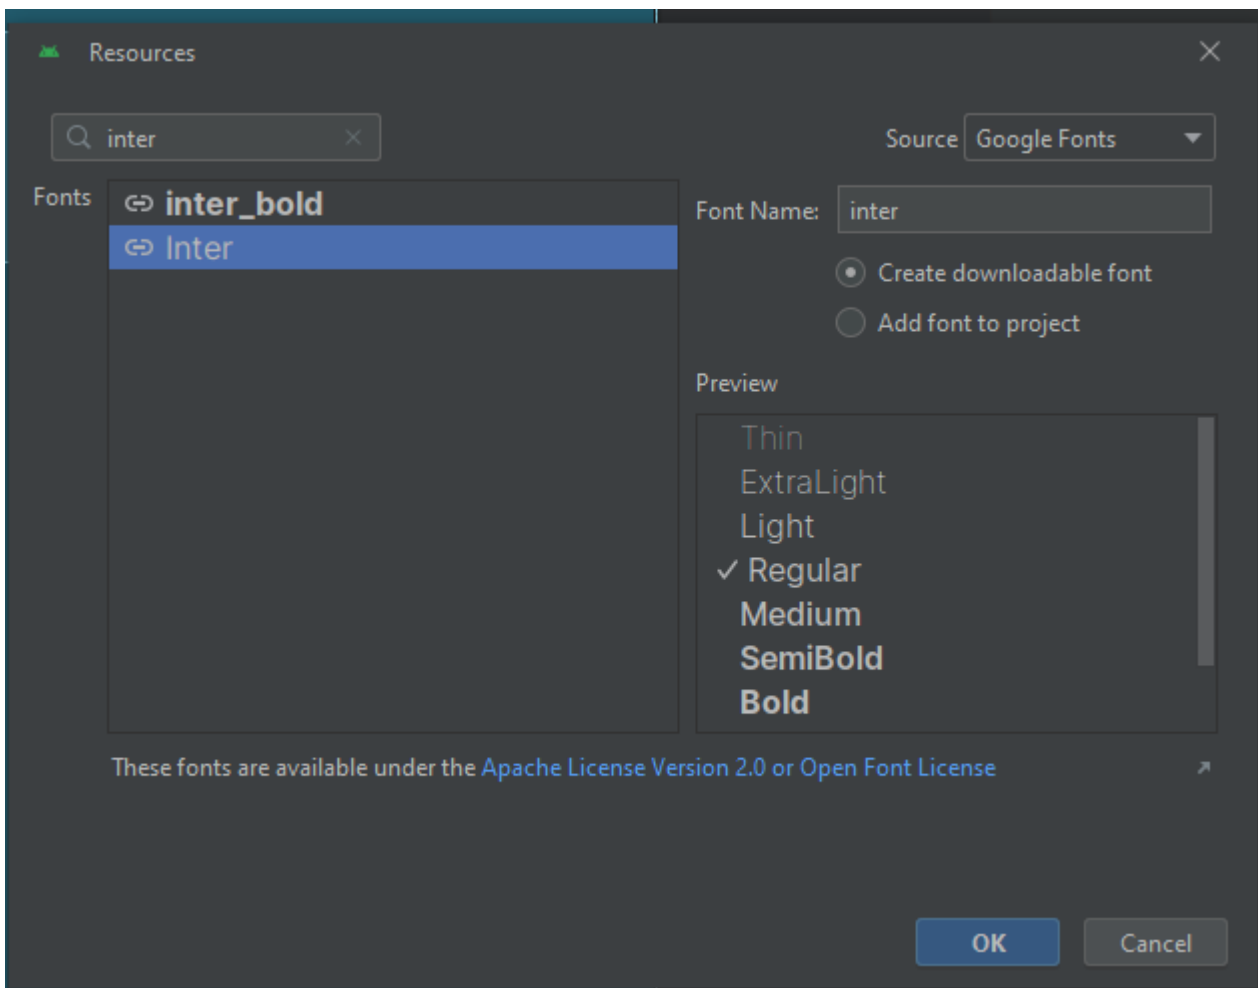 Resources
inter
Source Google Fonts
Fonts
inter_bold
Inter
Font Name: inter
Create downloadable font
Add font to project
Preview
Thin
ExtraLight
Light
Regular
Medium
SemiBold
Bold
These fonts are available under the Apache License Version 2.0 or Open Font License
OK Cancel